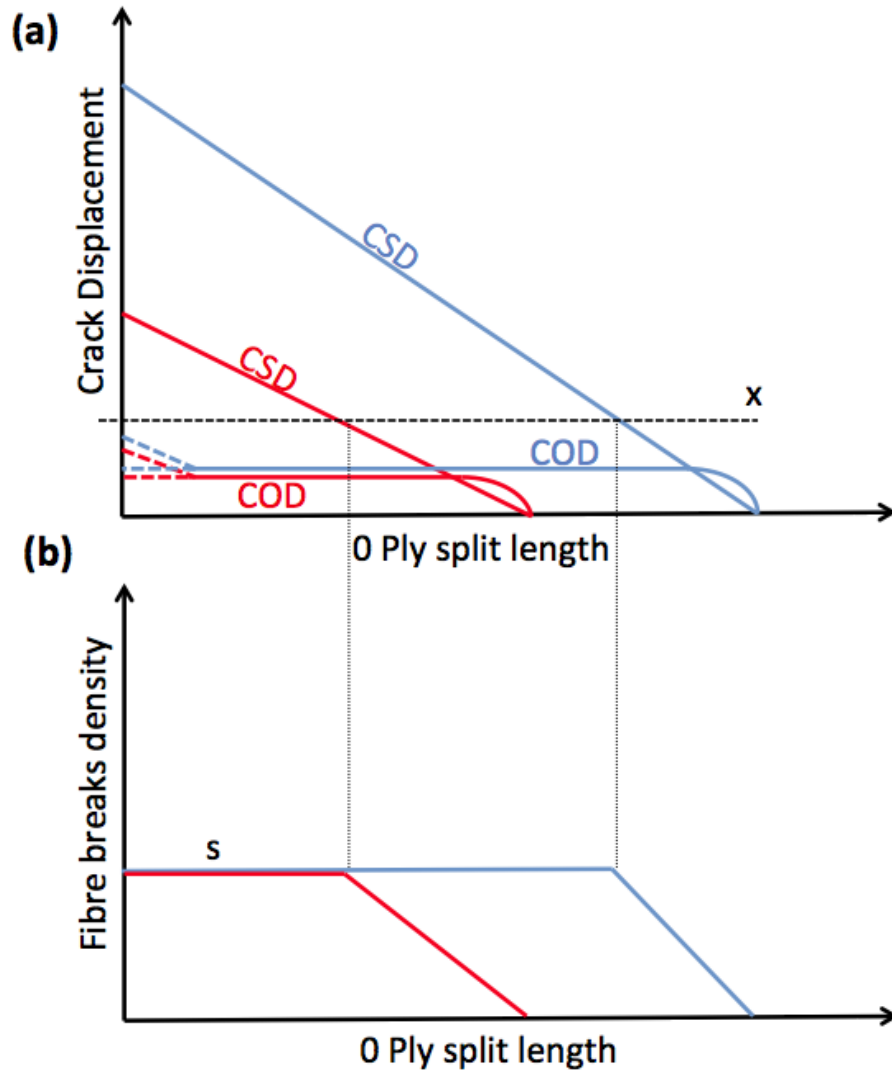 (a)
Crack Displacement
CSD
CSD
x
COD
COD
0 Ply split length
(b)
Fibre breaks density
s
0 Ply split length